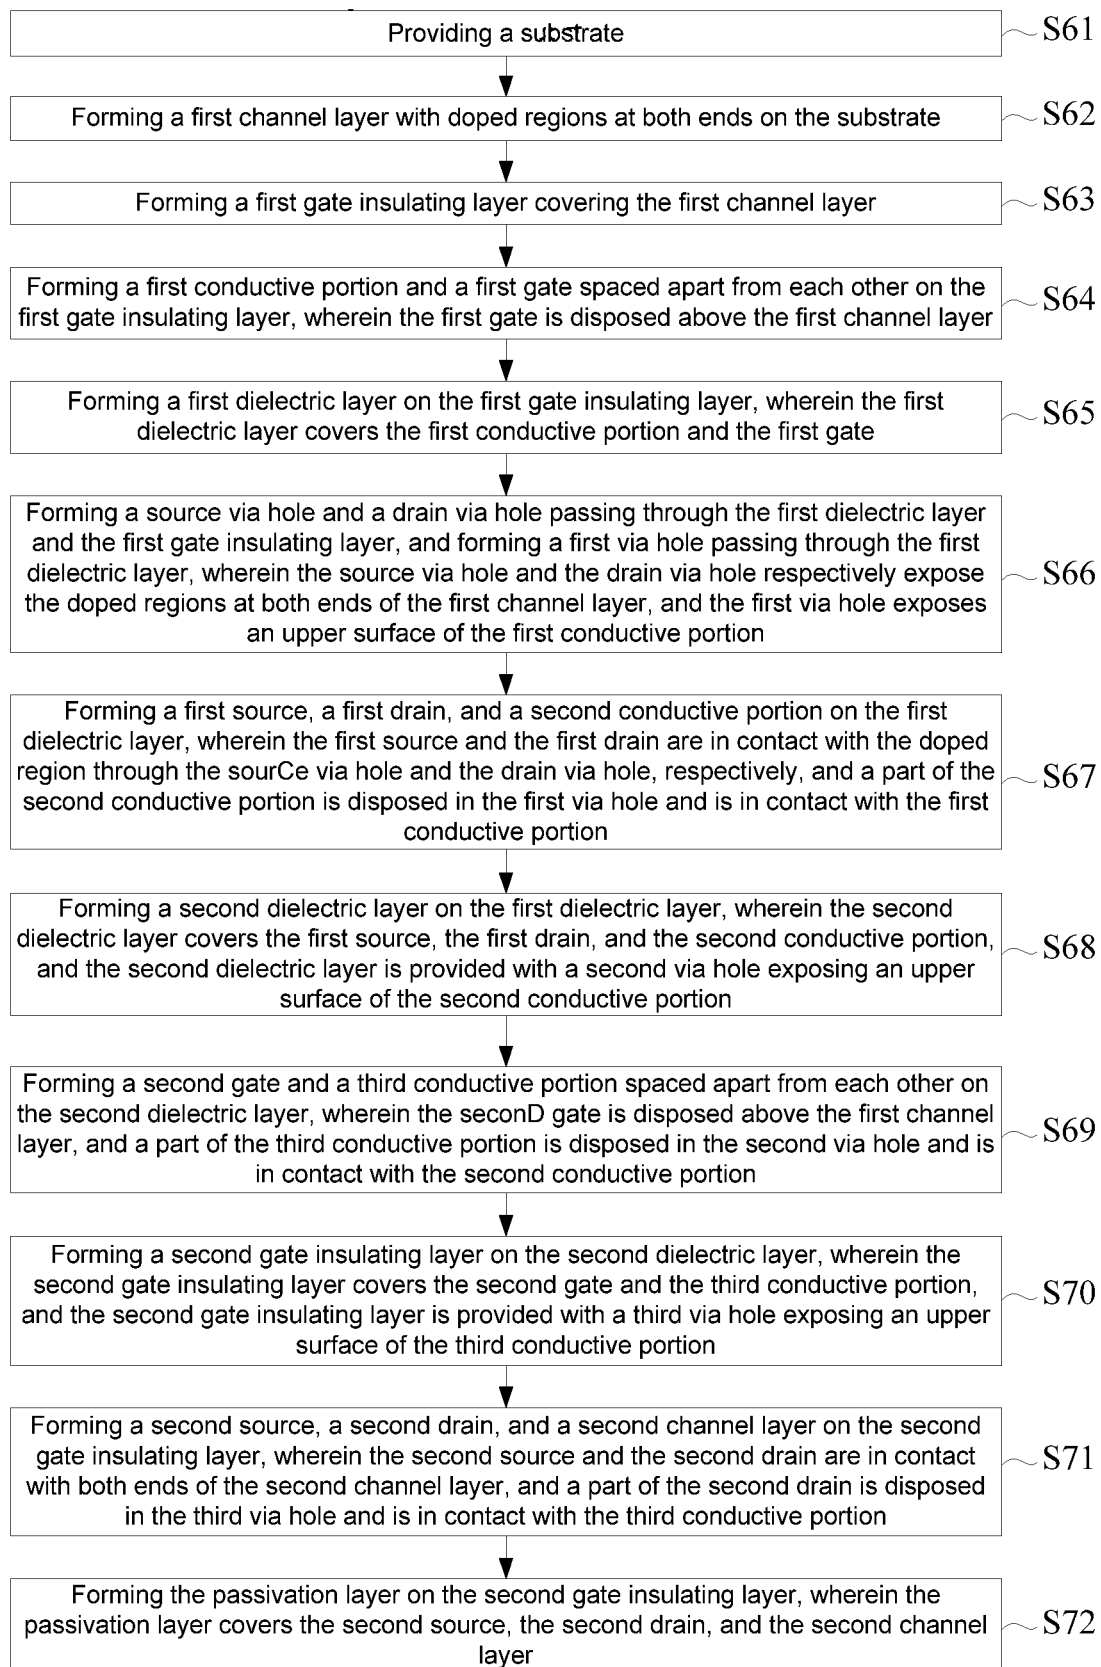 Providing a substrate
S61
Forming a first channel layer with doped regions at both ends on the substrate
S62
Forming a first gate insulating layer covering the first channel layer
S63
Forming a first conductive portion and a first gate spaced apart from each other on the
first gate insulating layer, wherein the first gate is disposed above the first channel layer
S64
Forming a first dielectric layer on the first gate insulating layer, wherein the first
dielectric layer covers the first conductive portion and the first gate
S65
Forming a source via hole and a drain via hole passing through the first dielectric layer
and the first gate insulating layer, and forming a first via hole passing through the first
dielectric layer, wherein the source via hole and the drain via hole respectively expose
the doped regions at both ends of the first channel layer, and the first via hole exposes
an upper surface of the first conductive portion
S66
Forming a first source, a first drain, and a second conductive portion on the first
dielectric layer, wherein the first source and the first drain are in contact with the doped
region through the sourCe via hole and the drain via hole, respectively, and a part of the
second conductive portion is disposed in the first via hole and is in contact with the first
conductive portion
S67
Forming a second dielectric layer on the first dielectric layer, wherein the second
dielectric layer covers the first source, the first drain, and the second conductive portion,
and the second dielectric layer is provided with a second via hole exposing an upper
surface of the second conductive portion
S68
Forming a second gate and a third conductive portion spaced apart from each other on
the second dielectric layer, wherein the seconD gate is disposed above the first channel
layer, and a part of the third conductive portion is disposed in the second via hole and is
in contact with the second conductive portion
S69
Forming a second gate insulating layer on the second dielectric layer, wherein the
second gate insulating layer covers the second gate and the third conductive portion,
and the second gate insulating layer is provided with a third via hole exposing an upper
surface of the third conductive portion
S70
Forming a second source, a second drain, and a second channel layer on the second
gate insulating layer, wherein the second source and the second drain are in contact
with both ends of the second channel layer, and a part of the second drain is disposed
in the third via hole and is in contact with the third conductive portion
S71
Forming the passivation layer on the second gate insulating layer, wherein the
passivation layer covers the second source, the second drain, and the second channel
layer
S72